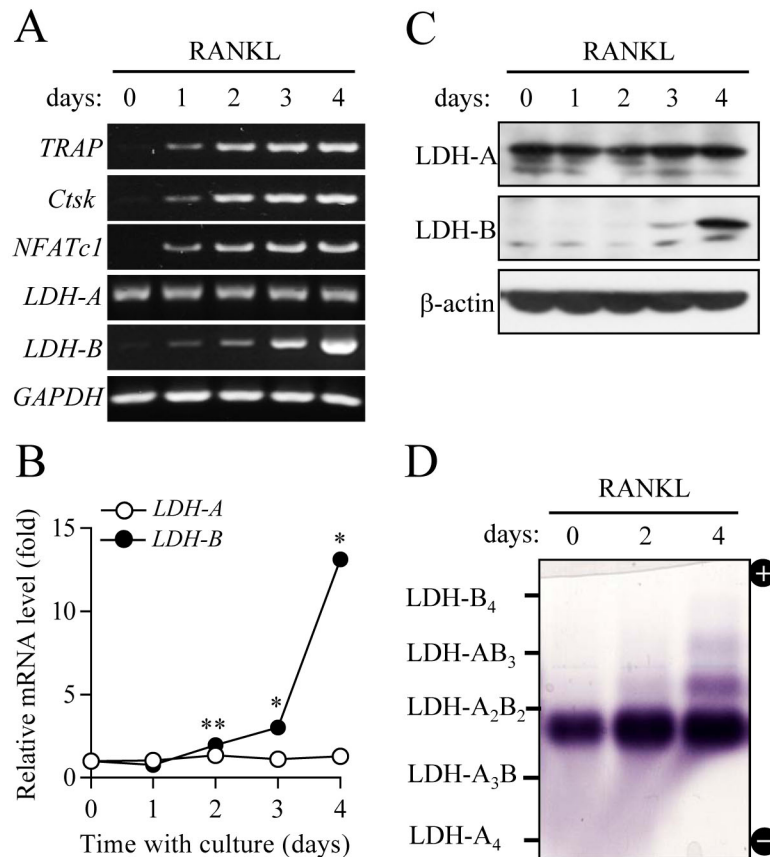 A
RANKL
days: 0 1 2 3 4
TRAP
Ctsk
NFATc1
LDH-A
LDH-B
GAPDH
B
LDH-A
LDH-B
Relative mRNA level (fold)
15
10
5
0
**
*
*
0 1 2 3 4
Time with culture (days)
C
RANKL
days: 0 1 2 3 4
LDH-A
LDH-B
β-actin
D
RANKL
days: 0 2 4
+
LDH-B₄
LDH-AB₃
LDH-A₂B₂
LDH-A₃B
LDH-A₄
−